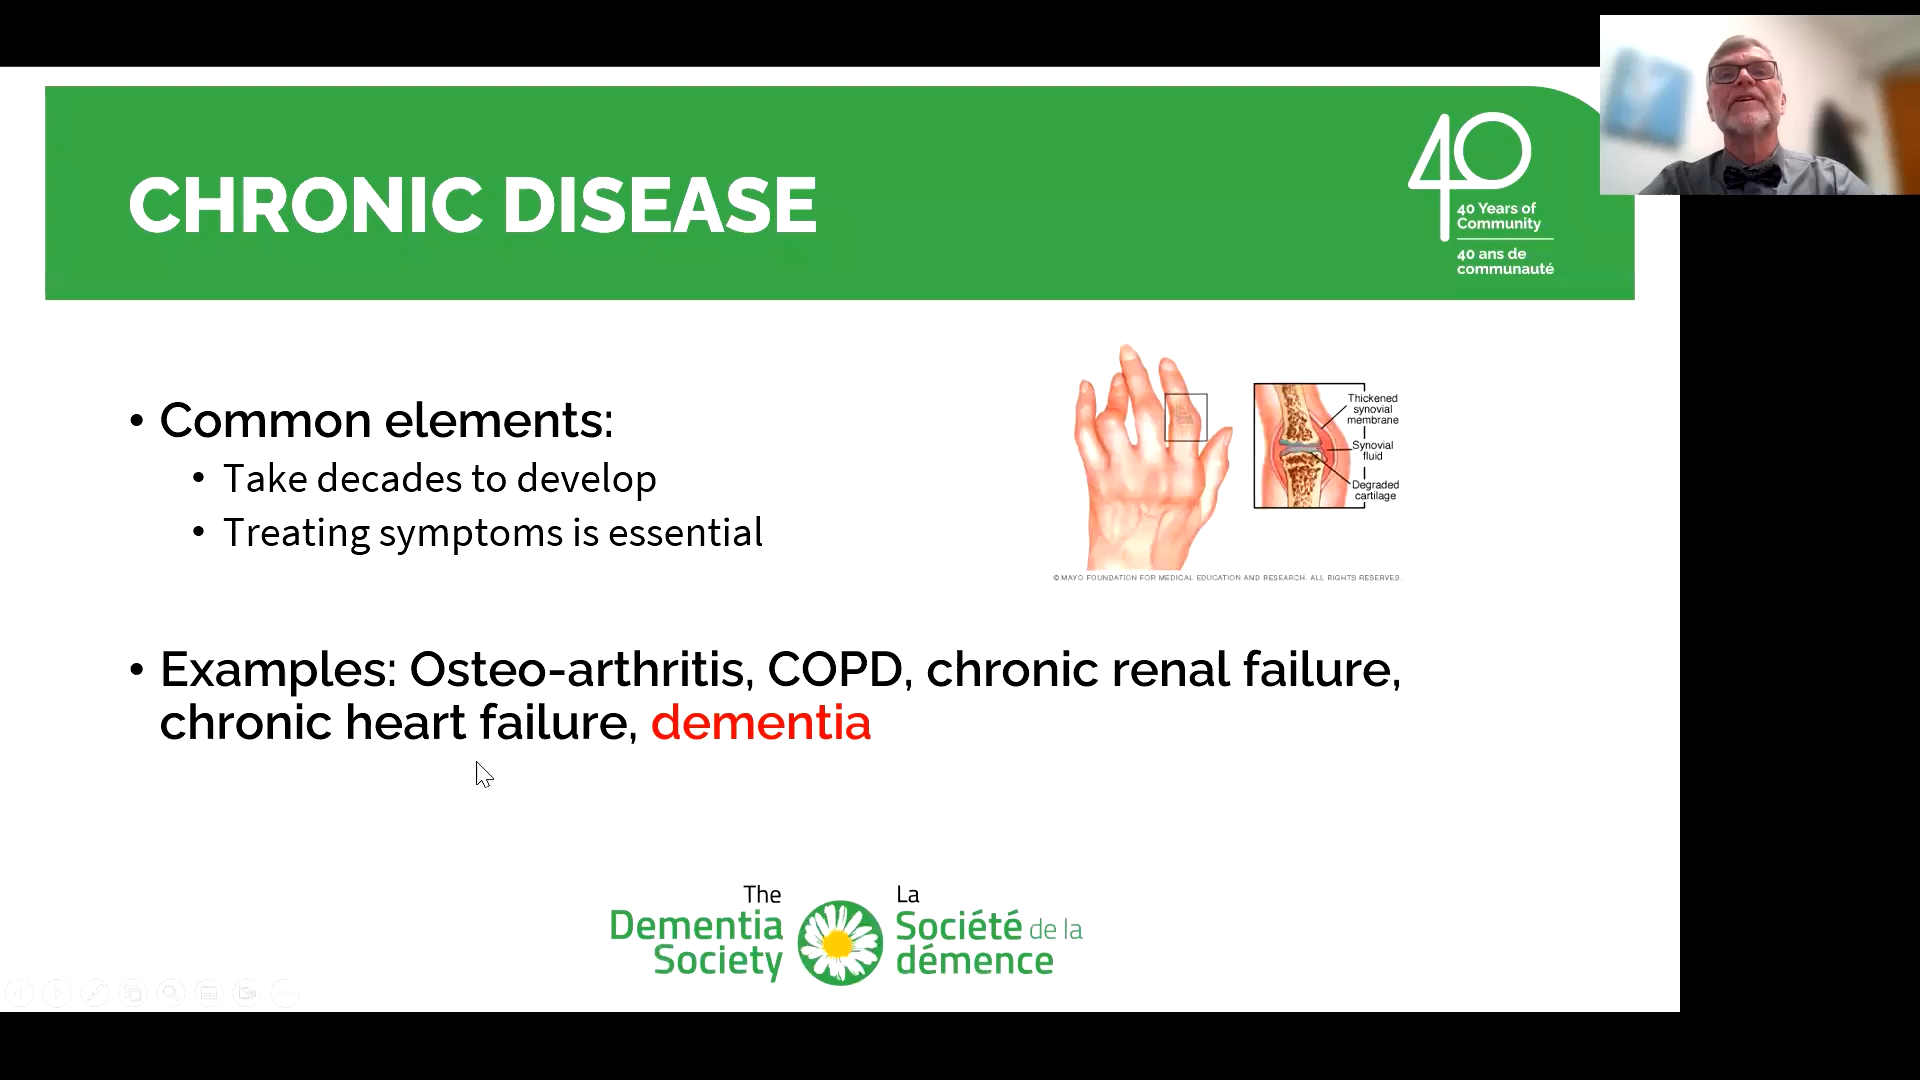 CHRONIC DISEASE
40
40 Years of
Community
40 ans de
communauté
• Common elements:
• Take decades to develop
• Treating symptoms is essential
Thickened
synovial
membrane
Synovial
fluid
Degraded
cartilage
© MAYO FOUNDATION FOR MEDICAL EDUCATION AND RESEARCH. ALL RIGHTS RESERVED.
• Examples: Osteo-arthritis, COPD, chronic renal failure,
chronic heart failure, dementia
The
Dementia
Society
La
Société de la
démence